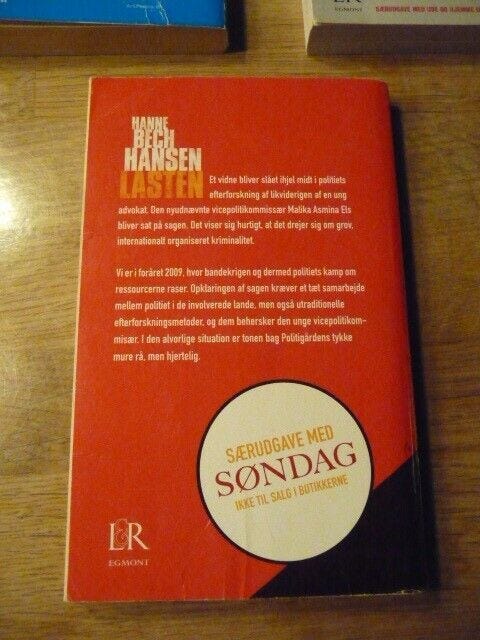 L&R
EGMONT
SÆRUDGAVE MED
HANNE
BECH
HANSEN
LASTEN
Et vidne bliver slået ihjel midt i politiets
efterforskning af likvideringen af en ung
advokat. Den nyudnævnte vicepolitikommissær Malika Asmina Els
bliver sat på sagen. Det viser sig hurtigt, at det drejer sig om grov,
internationalt organiseret kriminalitet.
Vi er i foråret 2009, hvor bandekrigen og dermed politiets kamp om
ressourcerne raser. Opklaringen af sagen kræver et tæt samarbejde
mellem politiet i de involverede lande, men også utraditionelle
efterforskningsmetoder, og dem behersker den unge vicepolitikom-
missær. I den alvorlige situation er tonen bag Politigårdens tykke
mure rå, men hjertelig.
SÆRUDGAVE MED
SØNDAG
IKKE TIL SALG I BUTIKKERNE
L&R
EGMONT